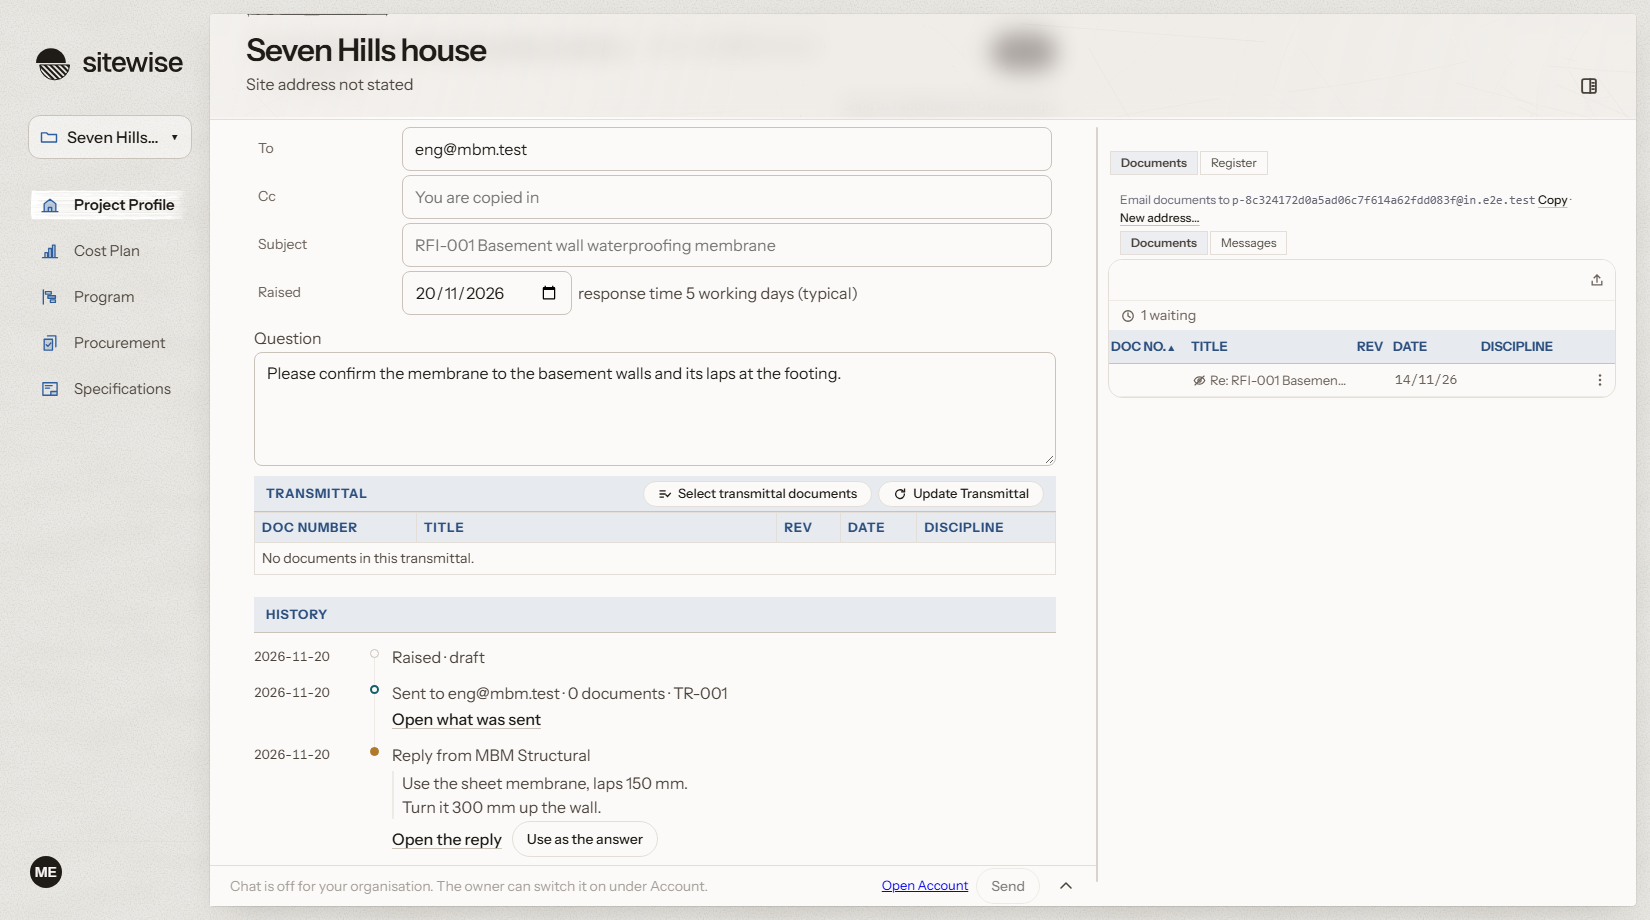 sitewise
Seven Hills...
Project Profile
Cost Plan
Program
Procurement
Specifications
ME
Seven Hills house
Site address not stated
To
eng@mbm.test
Cc
You are copied in
Subject
RFI-001 Basement wall waterproofing membrane
Raised
20/11/2026
response time 5 working days (typical)
Question
Please confirm the membrane to the basement walls and its laps at the footing.
TRANSMITTAL
Select transmittal documents
Update Transmittal
DOC NUMBER TITLE REV DATE DISCIPLINE
No documents in this transmittal.
HISTORY
2026-11-20 Raised · draft
2026-11-20 Sent to eng@mbm.test · 0 documents · TR-001
Open what was sent
2026-11-20 Reply from MBM Structural
Use the sheet membrane, laps 150 mm.
Turn it 300 mm up the wall.
Open the reply Use as the answer
Chat is off for your organisation. The owner can switch it on under Account.
Open Account Send
Documents Register
Email documents to p-8c324172d0a5ad06c7f614a62fdd083f@in.e2e.test Copy ·
New address...
Documents Messages
1 waiting
DOC NO. TITLE REV DATE DISCIPLINE
Re: RFI-001 Basemen... 14/11/26